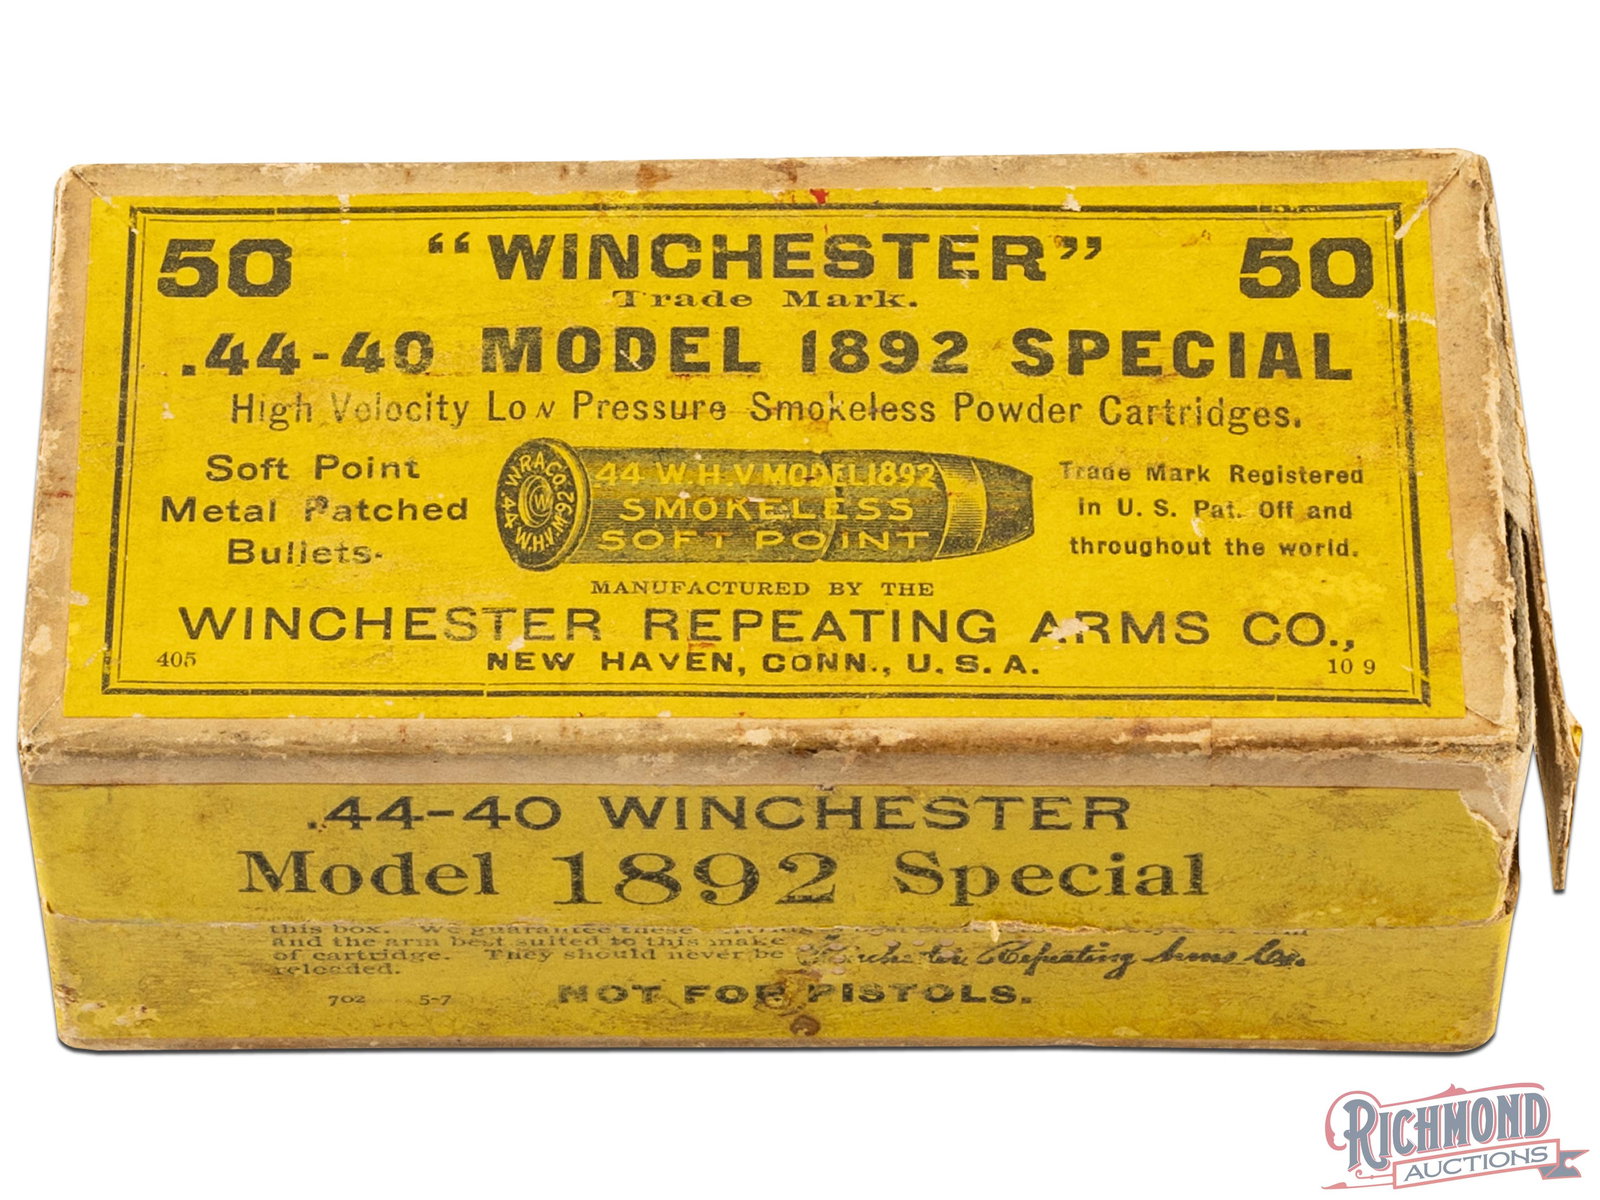 50 “WINCHESTER” 50
Trade Mark.
.44-40 MODEL 1892 SPECIAL
High Velocity Low Pressure Smokeless Powder Cartridges.
Soft Point
Metal Patched
Bullets.
W.R.A.CO.
.44 W.H.V.M.92
W
44 W.H.V MODEL 1892
SMOKELESS
SOFT POINT
Trade Mark Registered
in U. S. Pat. Off and
throughout the world.
MANUFACTURED BY THE
WINCHESTER REPEATING ARMS CO.,
405 NEW HAVEN, CONN., U. S. A. 10 9
.44-40 WINCHESTER
Model 1892 Special
this box. We guarantee these
and the arm best suited to this make
of cartridge. They should never be
reloaded.
Winchester Repeating Arms Co.
702 5-7 NOT FOR PISTOLS.
RICHMOND
AUCTIONS